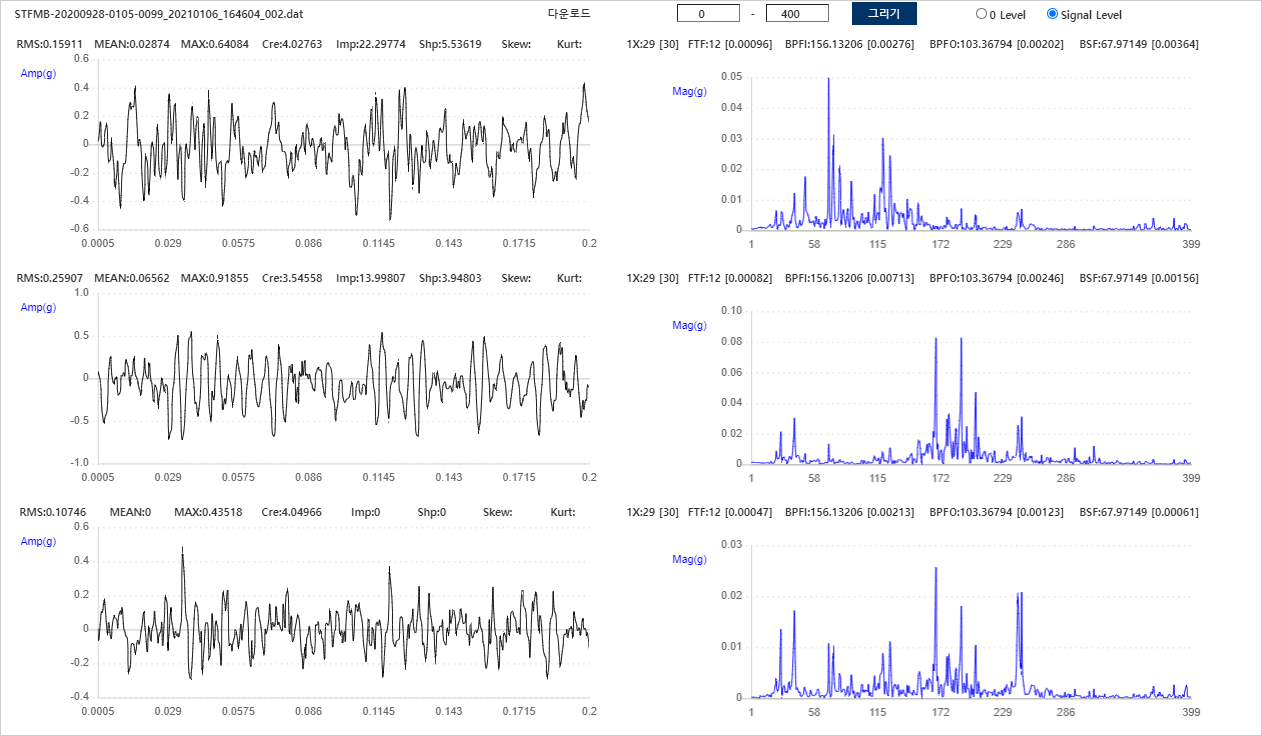 STFMB-20200928-0105-0099_20210106_164604_002.dat 다운로드 0 - 400 그리기 0 Level Signal Level
RMS:0.15911 MEAN:0.02874 MAX:0.64084 Cre:4.02763 Imp:22.29774 Shp:5.53619 Skew: Kurt:
Amp(g)
0.6
0.4
0.2
0
-0.2
-0.4
-0.6
0.0005 0.029 0.0575 0.086 0.1145 0.143 0.1715 0.2
1X:29 [30] FTF:12 [0.00096] BPFI:156.13206 [0.00276] BPFO:103.36794 [0.00202] BSF:67.97149 [0.00364]
Mag(g)
0.05
0.04
0.03
0.02
0.01
0
1 58 115 172 229 286 399
RMS:0.25907 MEAN:0.06562 MAX:0.91855 Cre:3.54558 Imp:13.99807 Shp:3.94803 Skew: Kurt:
Amp(g)
1.0
0.5
0
-0.5
-1.0
0.0005 0.029 0.0575 0.086 0.1145 0.143 0.1715 0.2
1X:29 [30] FTF:12 [0.00082] BPFI:156.13206 [0.00713] BPFO:103.36794 [0.00246] BSF:67.97149 [0.00156]
Mag(g)
0.10
0.08
0.06
0.04
0.02
0
1 58 115 172 229 286 399
RMS:0.10746 MEAN:0 MAX:0.43518 Cre:4.04966 Imp:0 Shp:0 Skew: Kurt:
Amp(g)
0.6
0.4
0.2
0
-0.2
-0.4
0.0005 0.029 0.0575 0.086 0.1145 0.143 0.1715 0.2
1X:29 [30] FTF:12 [0.00047] BPFI:156.13206 [0.00213] BPFO:103.36794 [0.00123] BSF:67.97149 [0.00061]
Mag(g)
0.03
0.02
0.01
0
1 58 115 172 229 286 399